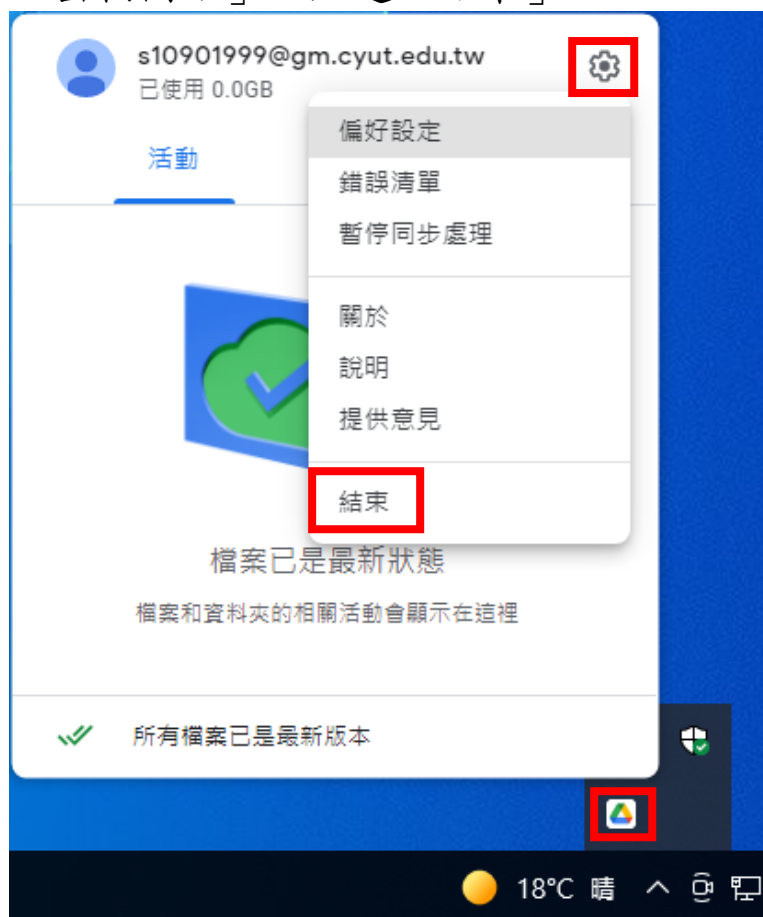 s10901999@gm.cyut.edu.tw
已使用 0.0GB
活動
偏好設定
錯誤清單
暫停同步處理
關於
說明
提供意見
結束
檔案已是最新狀態
檔案和資料夾的相關活動會顯示在這裡
所有檔案已是最新版本
18°C 晴